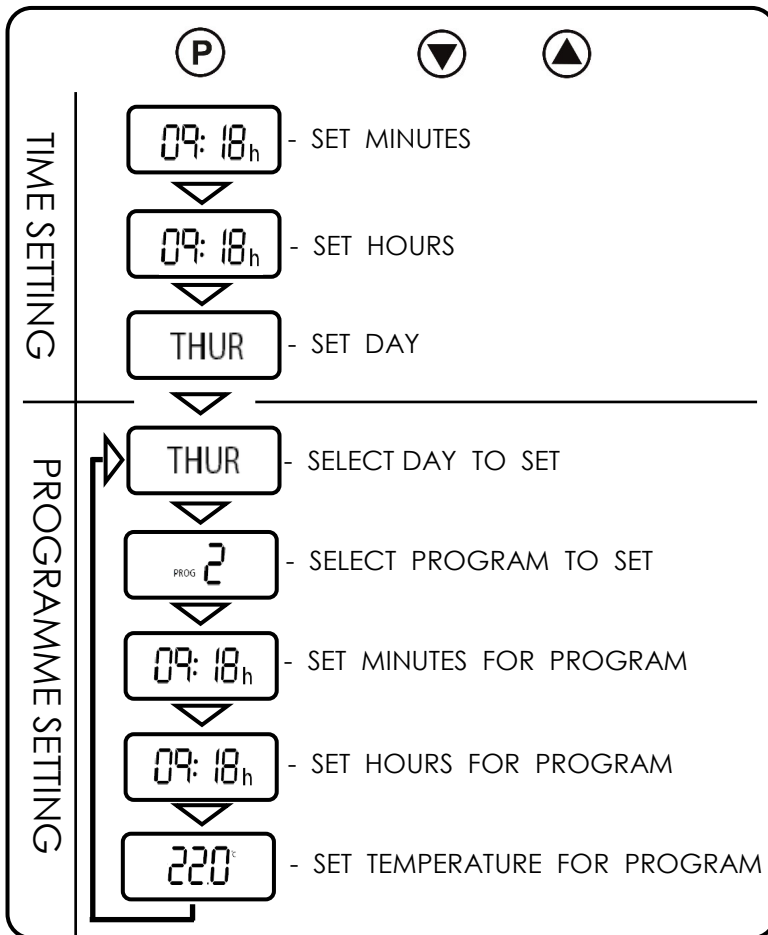 P
TIME SETTING
09:18h - SET MINUTES
09:18h - SET HOURS
THUR - SET DAY
PROGRAMME SETTING
THUR - SELECT DAY TO SET
PROG 2 - SELECT PROGRAM TO SET
09:18h - SET MINUTES FOR PROGRAM
09:18h - SET HOURS FOR PROGRAM
22.0°c - SET TEMPERATURE FOR PROGRAM